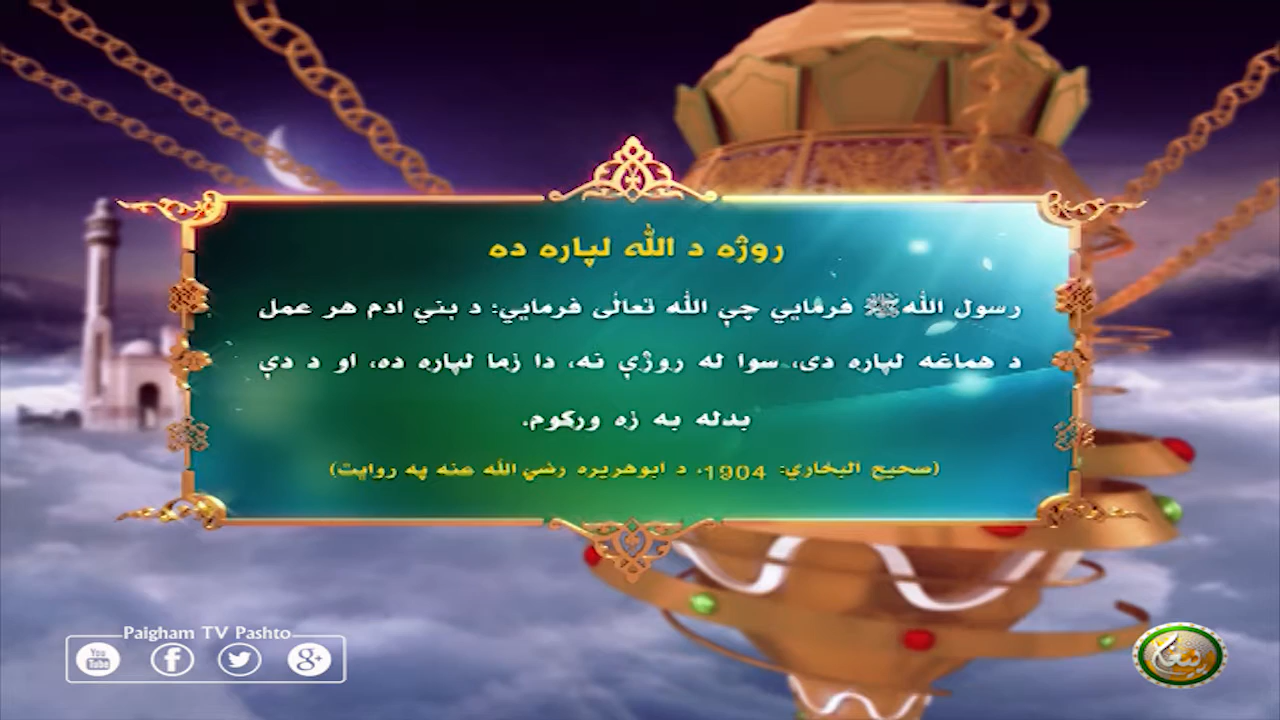 روژه د الله لپاره ده
رسول اللهﷺ فرمايي چې الله تعالٰی فرمايي: د بني ادم هر عمل
د هماغه لپاره دی، سوا له روژې نه، دا زما لپاره ده، او د دې
بدله به زه ورکوم.
(صحيح البخاري: 1904، د ابوهريره رضي الله عنه په روايت)
Paigham TV Pashto
You Tube
پيغام